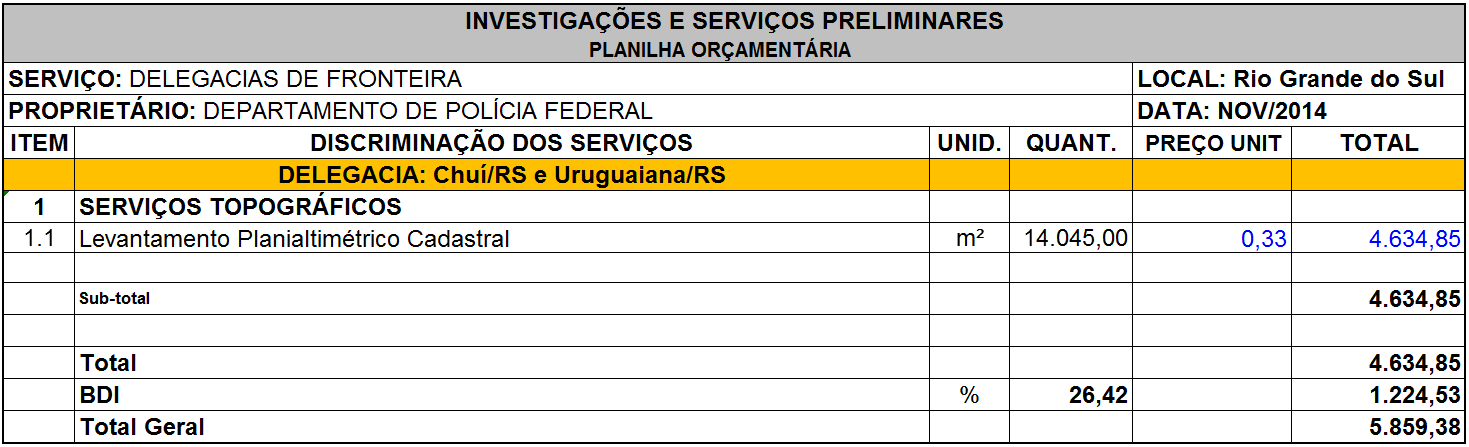 INVESTIGAÇÕES E SERVIÇOS PRELIMINARES
PLANILHA ORÇAMENTÁRIA
SERVIÇO: DELEGACIAS DE FRONTEIRA LOCAL: Rio Grande do Sul
PROPRIETÁRIO: DEPARTAMENTO DE POLÍCIA FEDERAL DATA: NOV/2014
ITEM DISCRIMINAÇÃO DOS SERVIÇOS UNID. QUANT. PREÇO UNIT TOTAL
DELEGACIA: Chuí/RS e Uruguaiana/RS
1 SERVIÇOS TOPOGRÁFICOS
1.1 Levantamento Planialtimétrico Cadastral m² 14.045,00 0,33 4.634,85
Sub-total 4.634,85
Total 4.634,85
BDI % 26,42 1.224,53
Total Geral 5.859,38